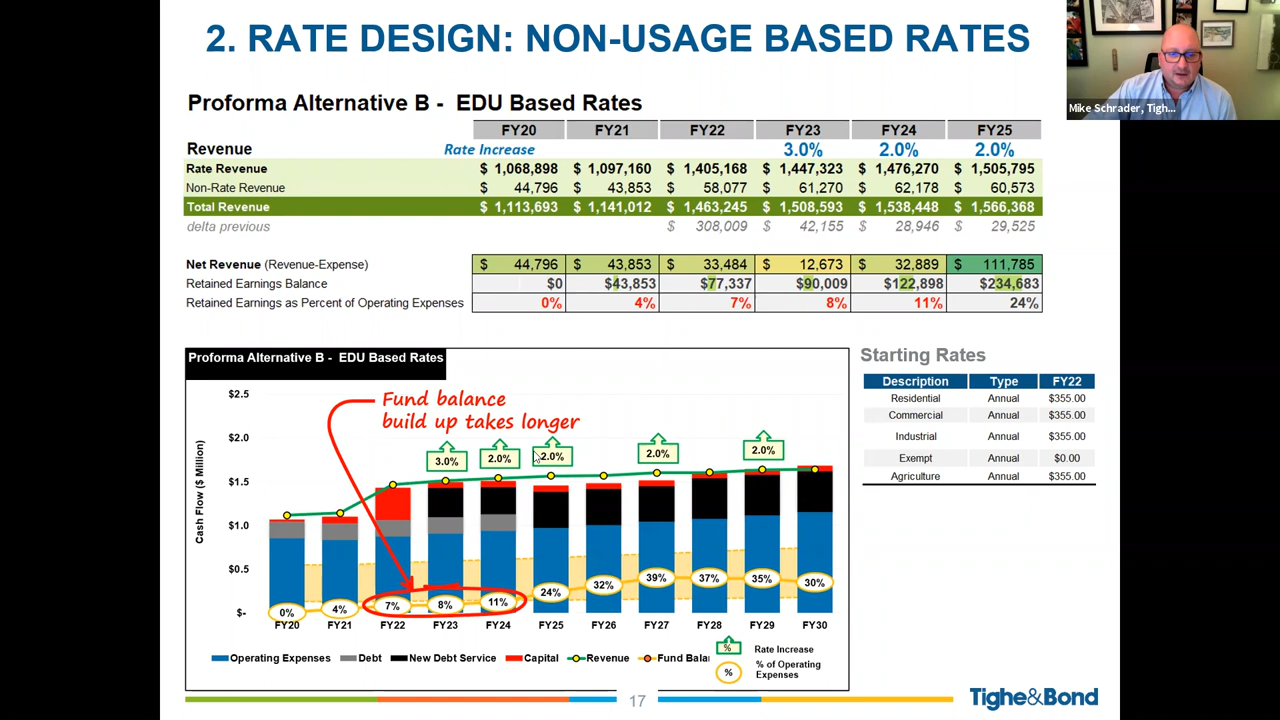 2. RATE DESIGN: NON-USAGE BASED RATES
Mike Schrader, Tigh...
Proforma Alternative B - EDU Based Rates
FY20 FY21 FY22 FY23 FY24 FY25
Revenue Rate Increase 3.0% 2.0% 2.0%
Rate Revenue $ 1,068,898 $ 1,097,160 $ 1,405,168 $ 1,447,323 $ 1,476,270 $ 1,505,795
Non-Rate Revenue $ 44,796 $ 43,853 $ 58,077 $ 61,270 $ 62,178 $ 60,573
Total Revenue $ 1,113,693 $ 1,141,012 $ 1,463,245 $ 1,508,593 $ 1,538,448 $ 1,566,368
delta previous $ 308,009 $ 42,155 $ 28,946 $ 29,525
Net Revenue (Revenue-Expense) $ 44,796 $ 43,853 $ 33,484 $ 12,673 $ 32,889 $ 111,785
Retained Earnings Balance $0 $43,853 $77,337 $90,009 $122,898 $234,683
Retained Earnings as Percent of Operating Expenses 0% 4% 7% 8% 11% 24%
Proforma Alternative B - EDU Based Rates
Fund balance
build up takes longer
Cash Flow ($ Million)
$2.5
$2.0
$1.5
$1.0
$0.5
$-
3.0% 2.0% 2.0% 2.0% 2.0%
0% 4% 7% 8% 11% 24% 32% 39% 37% 35% 30%
FY20 FY21 FY22 FY23 FY24 FY25 FY26 FY27 FY28 FY29 FY30
Operating Expenses Debt New Debt Service Capital Revenue Fund Bala
% Rate Increase
% % of Operating
Expenses
Starting Rates
Description Type FY22
Residential Annual $355.00
Commercial Annual $355.00
Industrial Annual $355.00
Exempt Annual $0.00
Agriculture Annual $355.00
17
Tighe&Bond